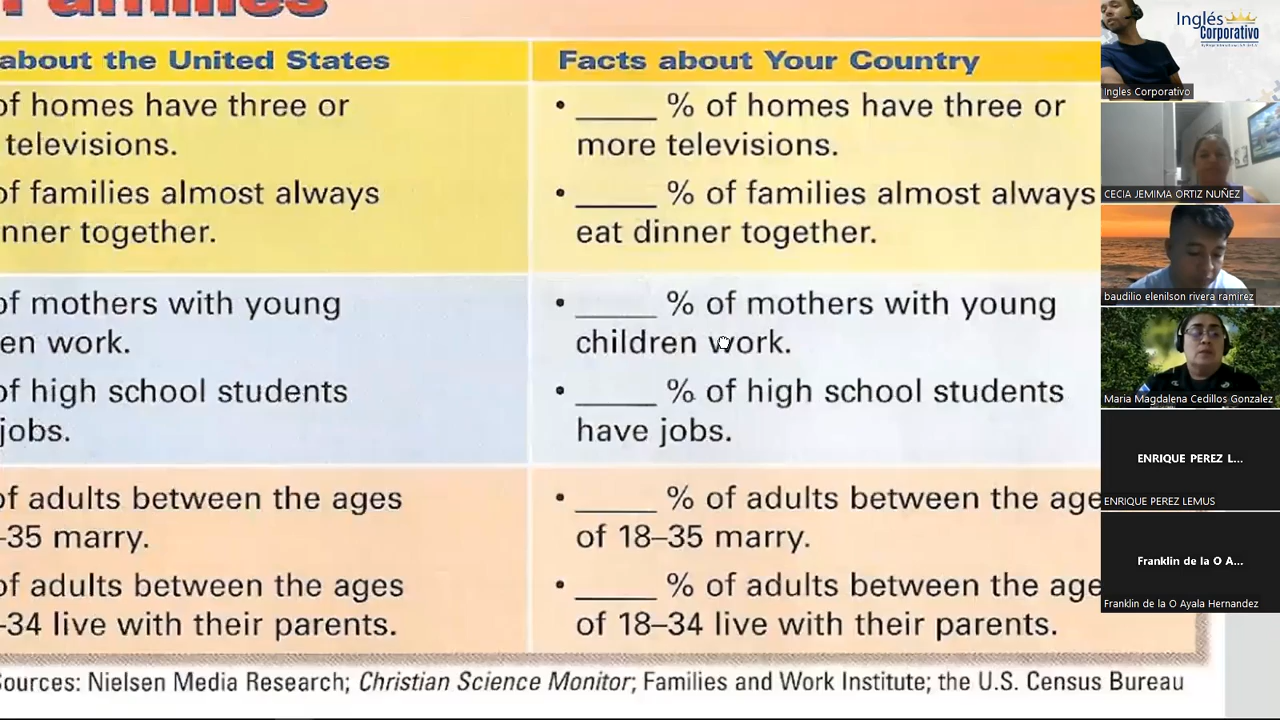 Families
about the United States
of homes have three or
televisions.
of families almost always
nner together.
of mothers with young
en work.
of high school students
jobs.
of adults between the ages
–35 marry.
of adults between the ages
–34 live with their parents.
Facts about Your Country
• _____ % of homes have three or
more televisions.
• _____ % of families almost always
eat dinner together.
• _____ % of mothers with young
children work.
• _____ % of high school students
have jobs.
• _____ % of adults between the age
of 18–35 marry.
• _____ % of adults between the age
of 18–34 live with their parents.
ources: Nielsen Media Research; Christian Science Monitor; Families and Work Institute; the U.S. Census Bureau
Inglés
Corporativo
Ingles Corporativo
CECIA JEMIMA ORTIZ NUÑEZ
baudilio elenilson rivera ramirez
Maria Magdalena Cedillos Gonzalez
ENRIQUE PEREZ L...
ENRIQUE PEREZ LEMUS
Franklin de la O A...
Franklin de la O Ayala Hernandez